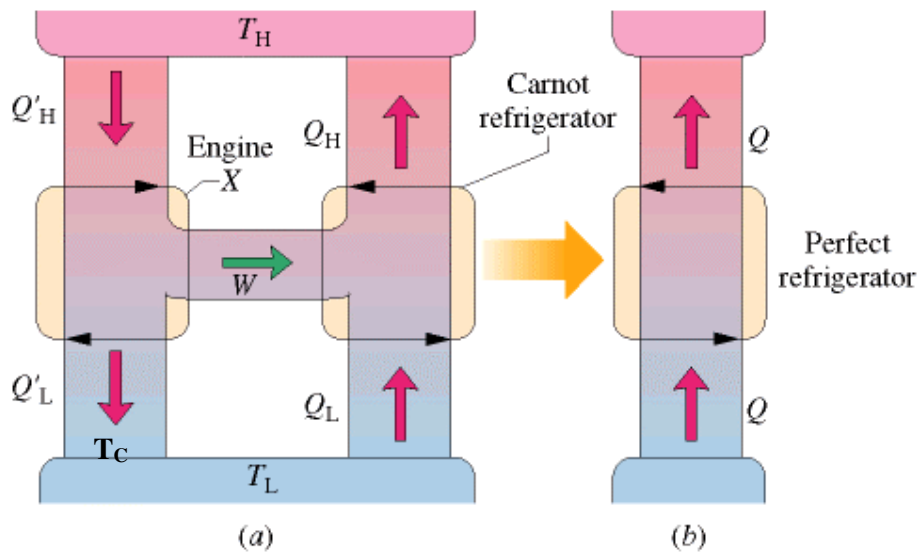 T_H
Q′_H
Q_H
Carnot
refrigerator
Q
Engine
X
W
Perfect
refrigerator
Q′_L
Q_L
Q
T_C
T_L
(a)
(b)